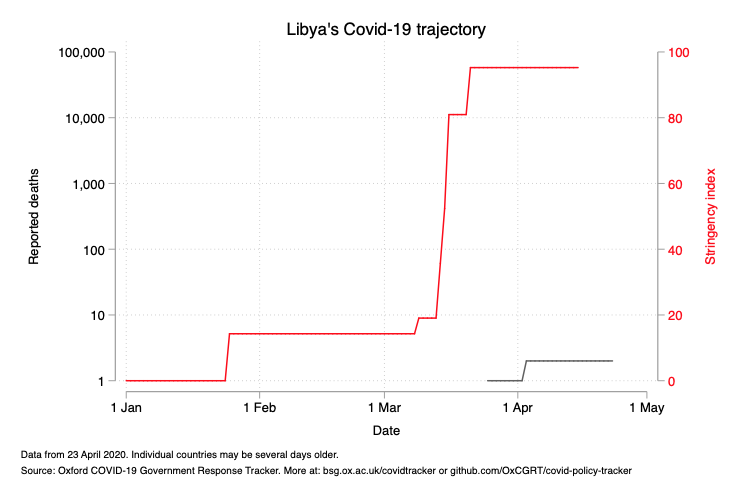 Libya's Covid-19 trajectory
100,000
10,000
1,000
100
10
1
Reported deaths
100
80
60
40
20
0
Stringency index
1 Jan
1 Feb
1 Mar
1 Apr
1 May
Date
Data from 23 April 2020. Individual countries may be several days older.
Source: Oxford COVID-19 Government Response Tracker. More at: bsg.ox.ac.uk/covidtracker or github.com/OxCGRT/covid-policy-tracker